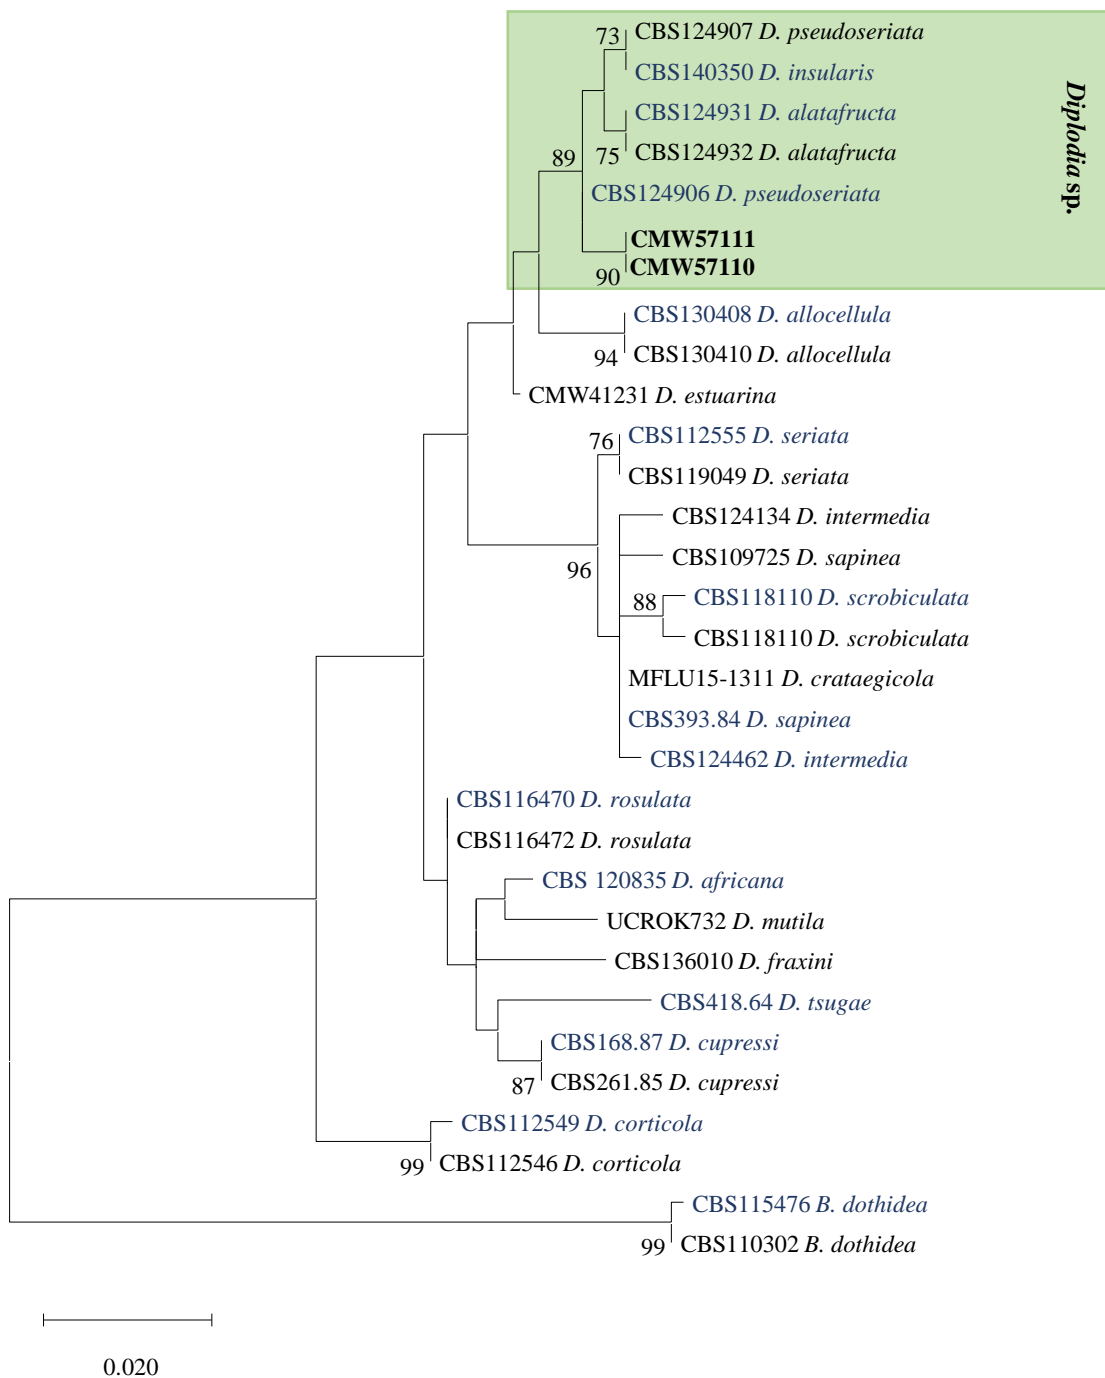 73
CBS124907 D. pseudoseriata
CBS140350 D. insularis
CBS124931 D. alatafructa
75
CBS124932 D. alatafructa
89
CBS124906 D. pseudoseriata
CMW57111
CMW57110
90
Diplodia sp.
CBS130408 D. allocellula
94
CBS130410 D. allocellula
CMW41231 D. estuarina
76
CBS112555 D. seriata
CBS119049 D. seriata
CBS124134 D. intermedia
96
CBS109725 D. sapinea
88
CBS118110 D. scrobiculata
CBS118110 D. scrobiculata
MFLU15-1311 D. crataegicola
CBS393.84 D. sapinea
CBS124462 D. intermedia
CBS116470 D. rosulata
CBS116472 D. rosulata
CBS 120835 D. africana
UCROK732 D. mutila
CBS136010 D. fraxini
CBS418.64 D. tsugae
CBS168.87 D. cupressi
87
CBS261.85 D. cupressi
CBS112549 D. corticola
99
CBS112546 D. corticola
CBS115476 B. dothidea
99
CBS110302 B. dothidea
0.020